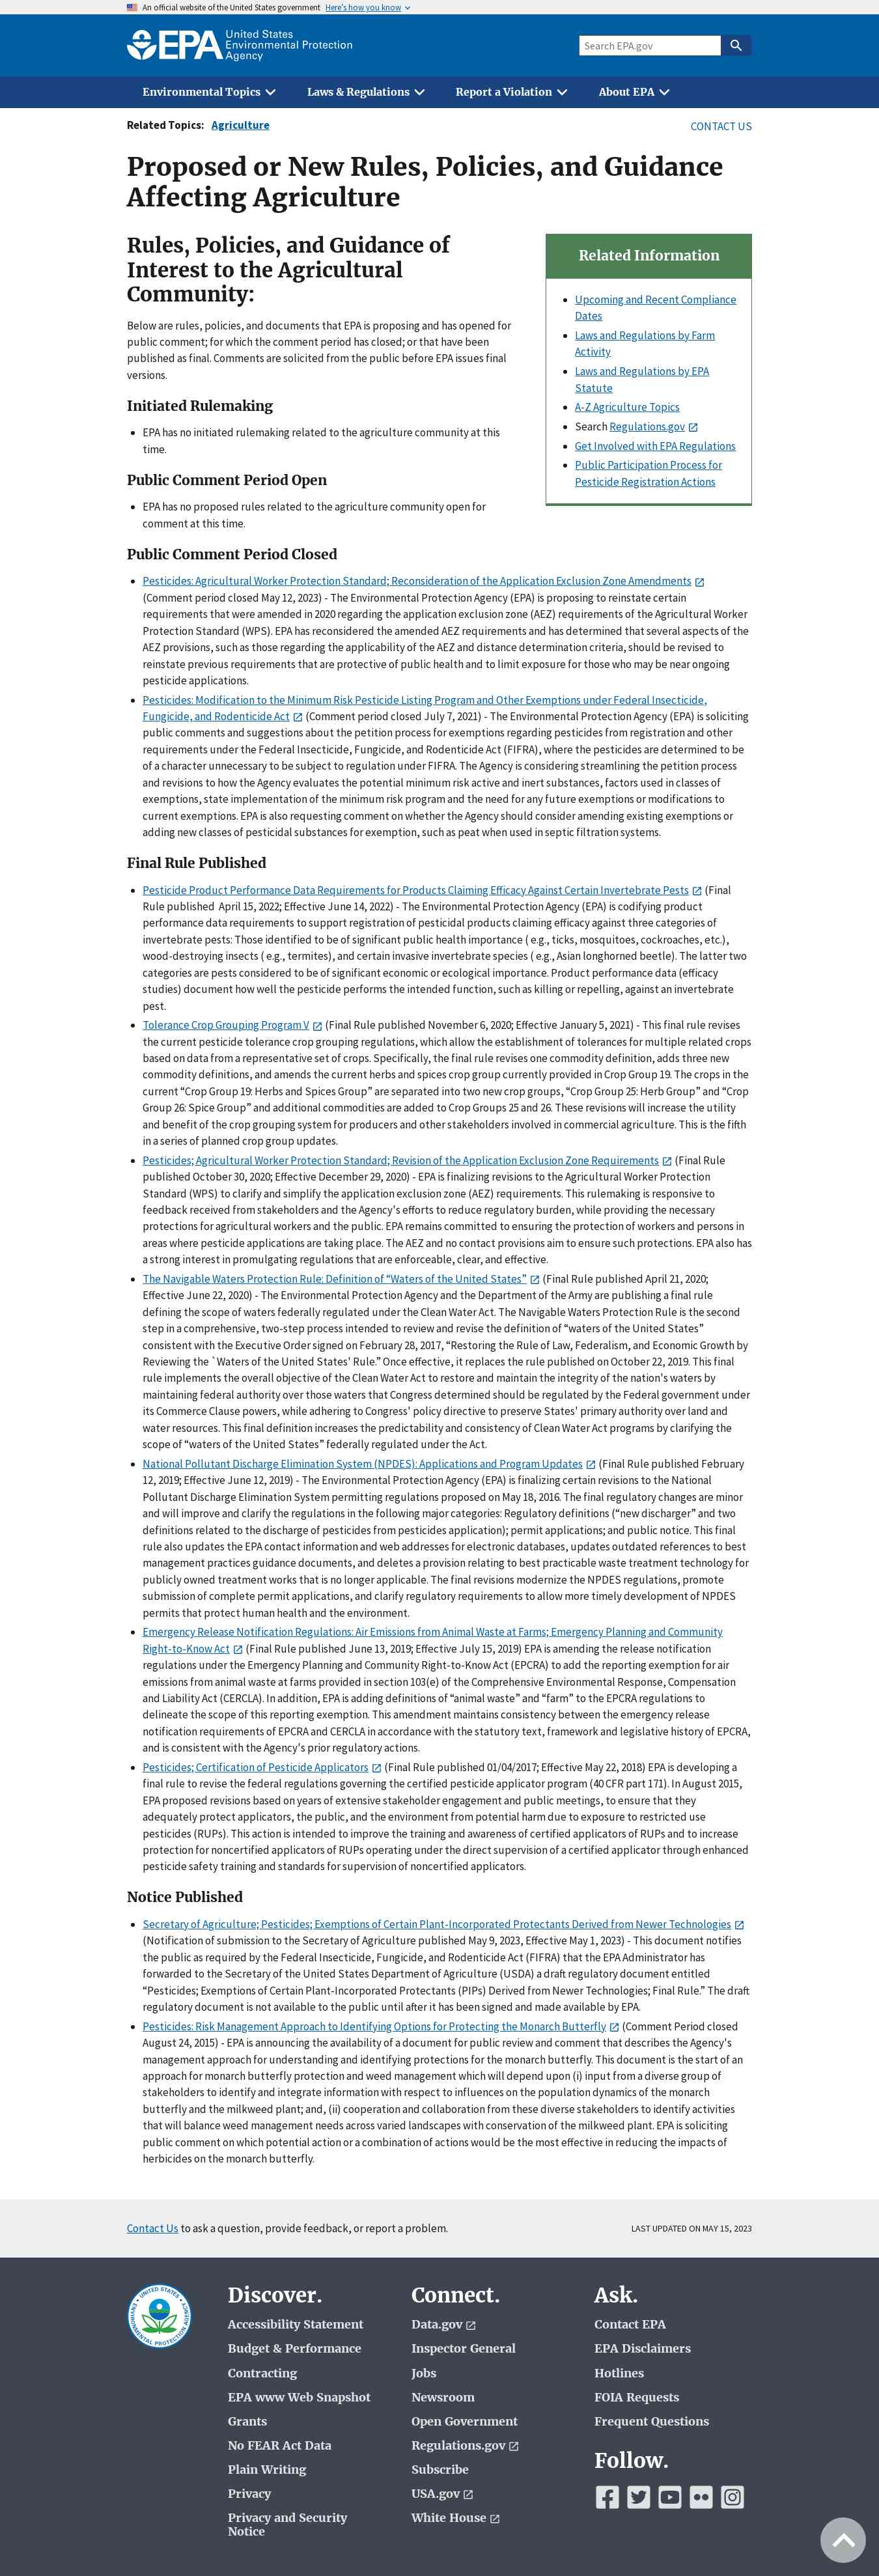 An official website of the United States government Here's how you know
EPA United States
Environmental Protection
Agency
Search EPA.gov
Environmental Topics
Laws & Regulations
Report a Violation
About EPA
Related Topics: Agriculture
CONTACT US
Proposed or New Rules, Policies, and Guidance
Affecting Agriculture
Rules, Policies, and Guidance of
Interest to the Agricultural
Community:
Below are rules, policies, and documents that EPA is proposing and has opened for
public comment; for which the comment period has closed; or that have been
published as final. Comments are solicited from the public before EPA issues final
versions.
Initiated Rulemaking
EPA has no initiated rulemaking related to the agriculture community at this
time.
Public Comment Period Open
EPA has no proposed rules related to the agriculture community open for
comment at this time.
Related Information
Upcoming and Recent Compliance
Dates
Laws and Regulations by Farm
Activity
Laws and Regulations by EPA
Statute
A-Z Agriculture Topics
Search Regulations.gov
Get Involved with EPA Regulations
Public Participation Process for
Pesticide Registration Actions
Public Comment Period Closed
Pesticides: Agricultural Worker Protection Standard; Reconsideration of the Application Exclusion Zone Amendments
(Comment period closed May 12, 2023) - The Environmental Protection Agency (EPA) is proposing to reinstate certain
requirements that were amended in 2020 regarding the application exclusion zone (AEZ) requirements of the Agricultural Worker
Protection Standard (WPS). EPA has reconsidered the amended AEZ requirements and has determined that several aspects of the
AEZ provisions, such as those regarding the applicability of the AEZ and distance determination criteria, should be revised to
reinstate previous requirements that are protective of public health and to limit exposure for those who may be near ongoing
pesticide applications.
Pesticides: Modification to the Minimum Risk Pesticide Listing Program and Other Exemptions under Federal Insecticide,
Fungicide, and Rodenticide Act (Comment period closed July 7, 2021) - The Environmental Protection Agency (EPA) is soliciting
public comments and suggestions about the petition process for exemptions regarding pesticides from registration and other
requirements under the Federal Insecticide, Fungicide, and Rodenticide Act (FIFRA), where the pesticides are determined to be
of a character unnecessary to be subject to regulation under FIFRA. The Agency is considering streamlining the petition process
and revisions to how the Agency evaluates the potential minimum risk active and inert substances, factors used in classes of
exemptions, state implementation of the minimum risk program and the need for any future exemptions or modifications to
current exemptions. EPA is also requesting comment on whether the Agency should consider amending existing exemptions or
adding new classes of pesticidal substances for exemption, such as peat when used in septic filtration systems.
Final Rule Published
Pesticide Product Performance Data Requirements for Products Claiming Efficacy Against Certain Invertebrate Pests (Final
Rule published April 15, 2022; Effective June 14, 2022) - The Environmental Protection Agency (EPA) is codifying product
performance data requirements to support registration of pesticidal products claiming efficacy against three categories of
invertebrate pests: Those identified to be of significant public health importance ( e.g., ticks, mosquitoes, cockroaches, etc.),
wood-destroying insects ( e.g., termites), and certain invasive invertebrate species ( e.g., Asian longhorned beetle). The latter two
categories are pests considered to be of significant economic or ecological importance. Product performance data (efficacy
studies) document how well the pesticide performs the intended function, such as killing or repelling, against an invertebrate
pest.
Tolerance Crop Grouping Program V (Final Rule published November 6, 2020; Effective January 5, 2021) - This final rule revises
the current pesticide tolerance crop grouping regulations, which allow the establishment of tolerances for multiple related crops
based on data from a representative set of crops. Specifically, the final rule revises one commodity definition, adds three new
commodity definitions, and amends the current herbs and spices crop group currently provided in Crop Group 19. The crops in
the current “Crop Group 19: Herbs and Spices Group” are separated into two new crop groups, “Crop Group 25: Herb Group” and “Crop
Group 26: Spice Group” and additional commodities are added to Crop Groups 25 and 26. These revisions will increase the utility
and benefit of the crop grouping system for producers and other stakeholders involved in commercial agriculture. This is the fifth
in a series of planned crop group updates.
Pesticides; Agricultural Worker Protection Standard; Revision of the Application Exclusion Zone Requirements (Final Rule
published October 30, 2020; Effective December 29, 2020) - EPA is finalizing revisions to the Agricultural Worker Protection
Standard (WPS) to clarify and simplify the application exclusion zone (AEZ) requirements. This rulemaking is responsive to
feedback received from stakeholders and the Agency's efforts to reduce regulatory burden, while providing the necessary
protections for agricultural workers and the public. EPA remains committed to ensuring the protection of workers and persons in
areas where pesticide applications are taking place. The AEZ and no contact provisions aim to ensure such protections. EPA also has
a strong interest in promulgating regulations that are enforceable, clear, and effective.
The Navigable Waters Protection Rule: Definition of “Waters of the United States” (Final Rule published April 21, 2020;
Effective June 22, 2020) - The Environmental Protection Agency and the Department of the Army are publishing a final rule
defining the scope of waters federally regulated under the Clean Water Act. The Navigable Waters Protection Rule is the second
step in a comprehensive, two-step process intended to review and revise the definition of “waters of the United States”
consistent with the Executive Order signed on February 28, 2017, “Restoring the Rule of Law, Federalism, and Economic Growth by
Reviewing the `Waters of the United States' Rule.” Once effective, it replaces the rule published on October 22, 2019. This final
rule implements the overall objective of the Clean Water Act to restore and maintain the integrity of the nation's waters by
maintaining federal authority over those waters that Congress determined should be regulated by the Federal government under
its Commerce Clause powers, while adhering to Congress' policy directive to preserve States' primary authority over land and
water resources. This final definition increases the predictability and consistency of Clean Water Act programs by clarifying the
scope of “waters of the United States” federally regulated under the Act.
National Pollutant Discharge Elimination System (NPDES): Applications and Program Updates (Final Rule published February
12, 2019; Effective June 12, 2019) - The Environmental Protection Agency (EPA) is finalizing certain revisions to the National
Pollutant Discharge Elimination System permitting regulations proposed on May 18, 2016. The final regulatory changes are minor
and will improve and clarify the regulations in the following major categories: Regulatory definitions (“new discharger” and two
definitions related to the discharge of pesticides from pesticides application); permit applications; and public notice. This final
rule also updates the EPA contact information and web addresses for electronic databases, updates outdated references to best
management practices guidance documents, and deletes a provision relating to best practicable waste treatment technology for
publicly owned treatment works that is no longer applicable. The final revisions modernize the NPDES regulations, promote
submission of complete permit applications, and clarify regulatory requirements to allow more timely development of NPDES
permits that protect human health and the environment.
Emergency Release Notification Regulations: Air Emissions from Animal Waste at Farms; Emergency Planning and Community
Right-to-Know Act (Final Rule published June 13, 2019; Effective July 15, 2019) EPA is amending the release notification
regulations under the Emergency Planning and Community Right-to-Know Act (EPCRA) to add the reporting exemption for air
emissions from animal waste at farms provided in section 103(e) of the Comprehensive Environmental Response, Compensation
and Liability Act (CERCLA). In addition, EPA is adding definitions of “animal waste” and “farm” to the EPCRA regulations to
delineate the scope of this reporting exemption. This amendment maintains consistency between the emergency release
notification requirements of EPCRA and CERCLA in accordance with the statutory text, framework and legislative history of EPCRA,
and is consistent with the Agency's prior regulatory actions.
Pesticides; Certification of Pesticide Applicators (Final Rule published 01/04/2017; Effective May 22, 2018) EPA is developing a
final rule to revise the federal regulations governing the certified pesticide applicator program (40 CFR part 171). In August 2015,
EPA proposed revisions based on years of extensive stakeholder engagement and public meetings, to ensure that they
adequately protect applicators, the public, and the environment from potential harm due to exposure to restricted use
pesticides (RUPs). This action is intended to improve the training and awareness of certified applicators of RUPs and to increase
protection for noncertified applicators of RUPs operating under the direct supervision of a certified applicator through enhanced
pesticide safety training and standards for supervision of noncertified applicators.
Notice Published
Secretary of Agriculture; Pesticides; Exemptions of Certain Plant-Incorporated Protectants Derived from Newer Technologies
(Notification of submission to the Secretary of Agriculture published May 9, 2023, Effective May 1, 2023) - This document notifies
the public as required by the Federal Insecticide, Fungicide, and Rodenticide Act (FIFRA) that the EPA Administrator has
forwarded to the Secretary of the United States Department of Agriculture (USDA) a draft regulatory document entitled
“Pesticides; Exemptions of Certain Plant-Incorporated Protectants (PIPs) Derived from Newer Technologies; Final Rule.” The draft
regulatory document is not available to the public until after it has been signed and made available by EPA.
Pesticides: Risk Management Approach to Identifying Options for Protecting the Monarch Butterfly (Comment Period closed
August 24, 2015) - EPA is announcing the availability of a document for public review and comment that describes the Agency's
management approach for understanding and identifying protections for the monarch butterfly. This document is the start of an
approach for monarch butterfly protection and weed management which will depend upon (i) input from a diverse group of
stakeholders to identify and integrate information with respect to influences on the population dynamics of the monarch
butterfly and the milkweed plant; and, (ii) cooperation and collaboration from these diverse stakeholders to identify activities
that will balance weed management needs across varied landscapes with conservation of the milkweed plant. EPA is soliciting
public comment on which potential action or a combination of actions would be the most effective in reducing the impacts of
herbicides on the monarch butterfly.
Contact Us to ask a question, provide feedback, or report a problem.
LAST UPDATED ON MAY 15, 2023
UNITED STATES
ENVIRONMENTAL PROTECTION AGENCY
Discover.
Accessibility Statement
Budget & Performance
Contracting
EPA www Web Snapshot
Grants
No FEAR Act Data
Plain Writing
Privacy
Privacy and Security
Notice
Connect.
Data.gov
Inspector General
Jobs
Newsroom
Open Government
Regulations.gov
Subscribe
USA.gov
White House
Ask.
Contact EPA
EPA Disclaimers
Hotlines
FOIA Requests
Frequent Questions
Follow.